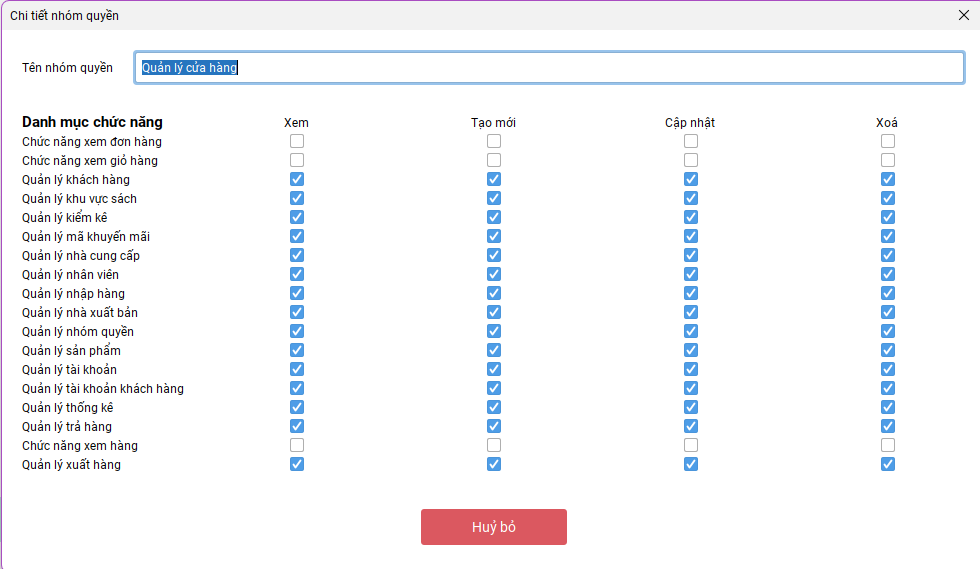 Chi tiết nhóm quyền
Tên nhóm quyền Quản lý cửa hàng
Danh mục chức năng Xem Tạo mới Cập nhật Xoá
Chức năng xem đơn hàng
Chức năng xem giỏ hàng
Quản lý khách hàng
Quản lý khu vực sách
Quản lý kiểm kê
Quản lý mã khuyến mãi
Quản lý nhà cung cấp
Quản lý nhân viên
Quản lý nhập hàng
Quản lý nhà xuất bản
Quản lý nhóm quyền
Quản lý sản phẩm
Quản lý tài khoản
Quản lý tài khoản khách hàng
Quản lý thống kê
Quản lý trả hàng
Chức năng xem hàng
Quản lý xuất hàng
Huỷ bỏ